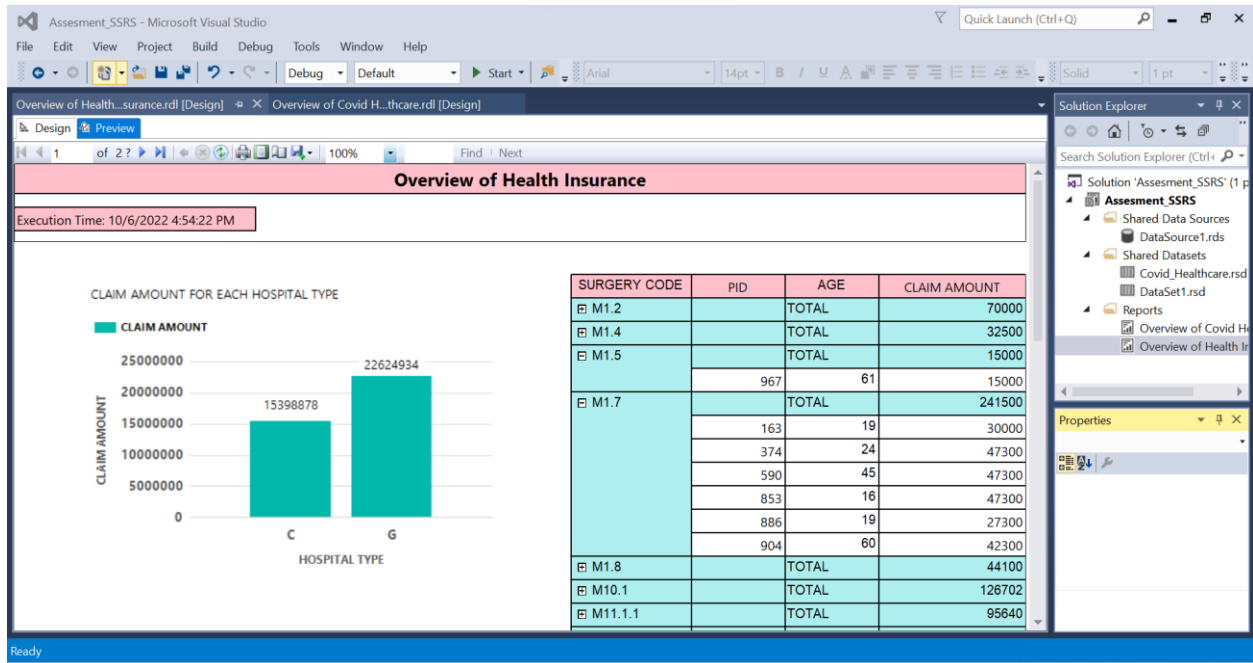 Assesment_SSRS - Microsoft Visual Studio
Quick Launch (Ctrl+Q)
File Edit View Project Build Debug Tools Window Help
Debug Default Start Arial 14pt B I U A Solid 1 pt
Overview of Health...surance.rdl [Design] Overview of Covid H...thcare.rdl [Design]
Solution Explorer
Design Preview
1 of 2 ? 100% Find Next
Search Solution Explorer (Ctrl+
Overview of Health Insurance
Execution Time: 10/6/2022 4:54:22 PM
CLAIM AMOUNT FOR EACH HOSPITAL TYPE
CLAIM AMOUNT
25000000
20000000
15000000
10000000
5000000
0
CLAIM AMOUNT
15398878
22624934
C G
HOSPITAL TYPE
SURGERY CODE PID AGE CLAIM AMOUNT
M1.2 TOTAL 70000
M1.4 TOTAL 32500
M1.5 TOTAL 15000
967 61 15000
M1.7 TOTAL 241500
163 19 30000
374 24 47300
590 45 47300
853 16 47300
886 19 27300
904 60 42300
M1.8 TOTAL 44100
M10.1 TOTAL 126702
M11.1.1 TOTAL 95640
Solution 'Assesment_SSRS' (1 p
Assesment_SSRS
Shared Data Sources
DataSource1.rds
Shared Datasets
Covid_Healthcare.rsd
DataSet1.rsd
Reports
Overview of Covid He
Overview of Health In
Properties
Ready